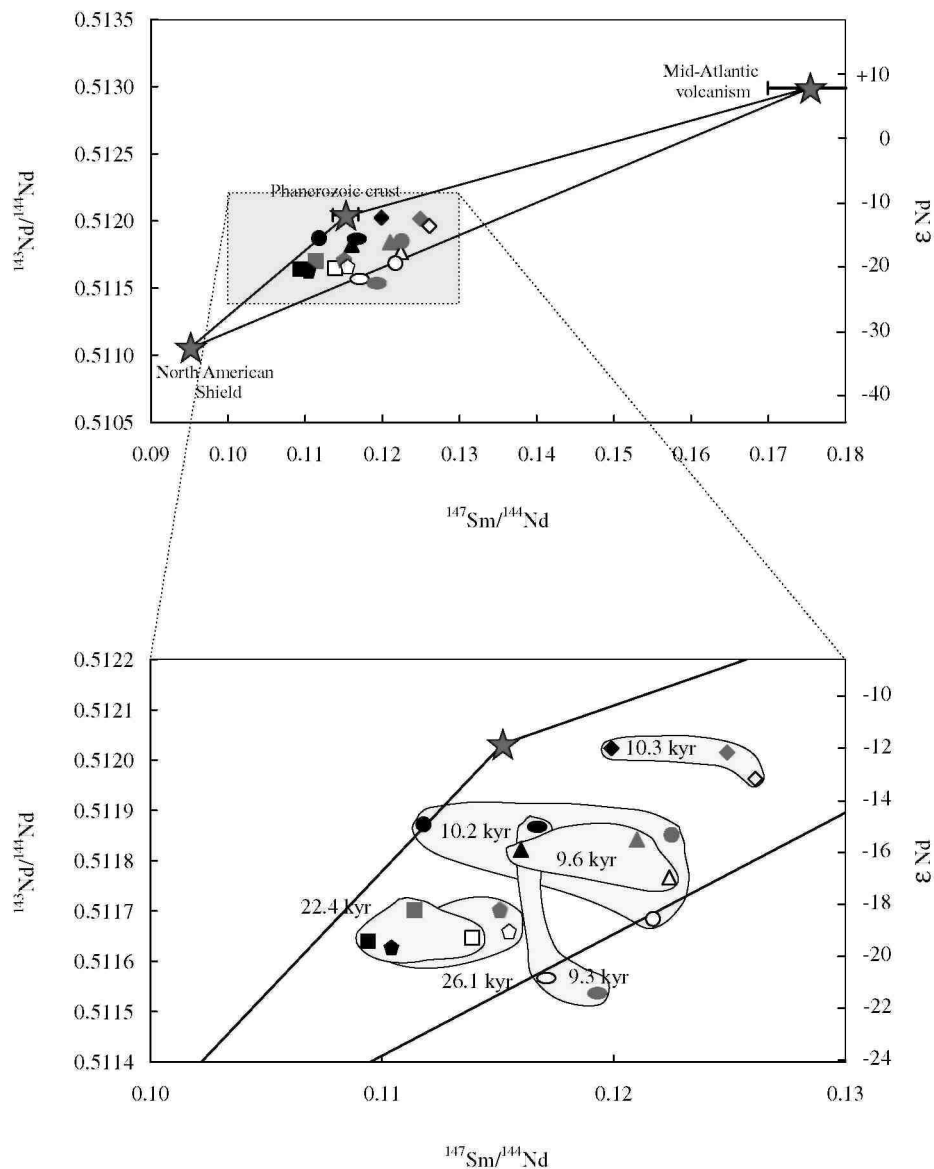 0.5135
0.5130
0.5120
0.5120
0.5115
0.5110
0.5105
¹⁴³Nd/¹⁴⁴Nd
Mid-Atlantic
volcanism
Phanerozoic crust
North American
Shield
+10
0
-10
-20
-30
-40
ε Nd
0.09 0.10 0.11 0.12 0.13 0.14 0.15 0.176 0.18
¹⁴⁷Sm/¹⁴⁴Nd
0.5122
0.5121
0.5120
0.5119
0.5118
0.5117
0.5116
0.5115
0.5114
¹⁴³Nd/¹⁴⁴Nd
10.3 kyr
10.2 kyr
9.6 kyr
22.4 kyr
26.1 kyr
9.3 kyr
-10
-12
-14
-16
-18
-20
-22
-24
ε Nd
0.10 0.11 0.12 0.13
¹⁴⁷Sm/¹⁴⁴Nd